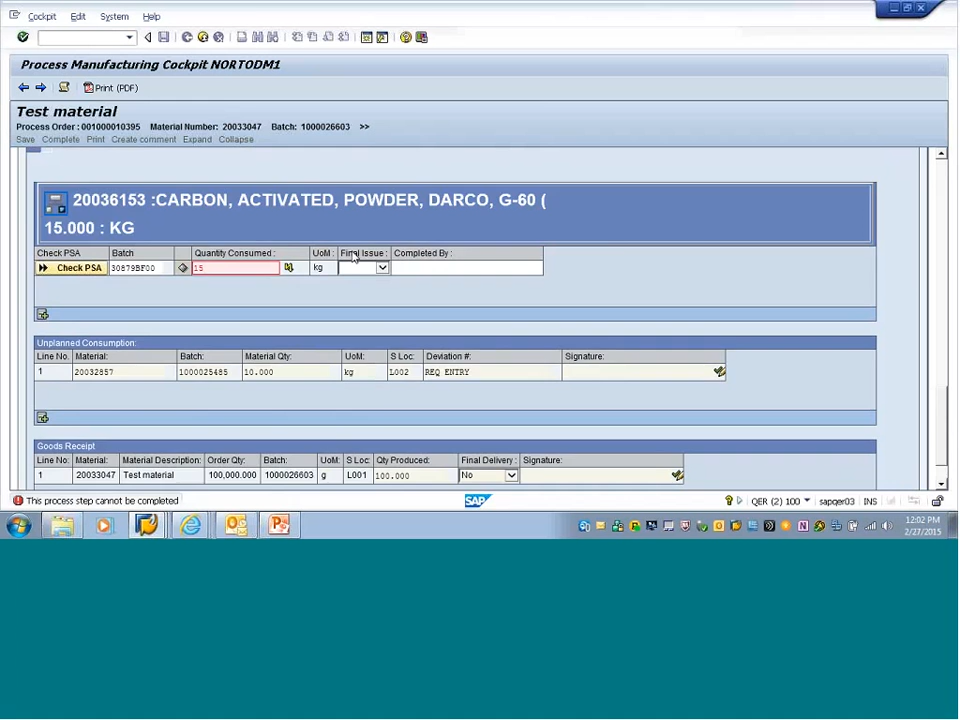 Cockpit Edit System Help
Process Manufacturing Cockpit NORTODM1
Print (PDF)
Test material
Process Order : 001000010395 Material Number: 20033047 Batch: 1000026603 >>
Save Complete Print Create comment Expand Collapse
20036153 :CARBON, ACTIVATED, POWDER, DARCO, G-60 (
15.000 : KG
Check PSA Batch Quantity Consumed : UoM : Final Issue : Completed By :
Check PSA 30879BF00 15 kg
Unplanned Consumption:
Line No. Material: Batch: Material Qty: UoM: S Loc: Deviation #: Signature:
1 20032857 1000025485 10.000 kg L002 REQ ENTRY
Goods Receipt
Line No: Material: Material Description: Order Qty: Batch: UoM: S Loc: Qty Produced: Final Delivery : Signature:
1 20033047 Test material 100,000.000 1000026603 g L001 100.000 No
This process step cannot be completed SAP QER (2) 100 sapqer03 INS
12:02 PM
2/27/2015